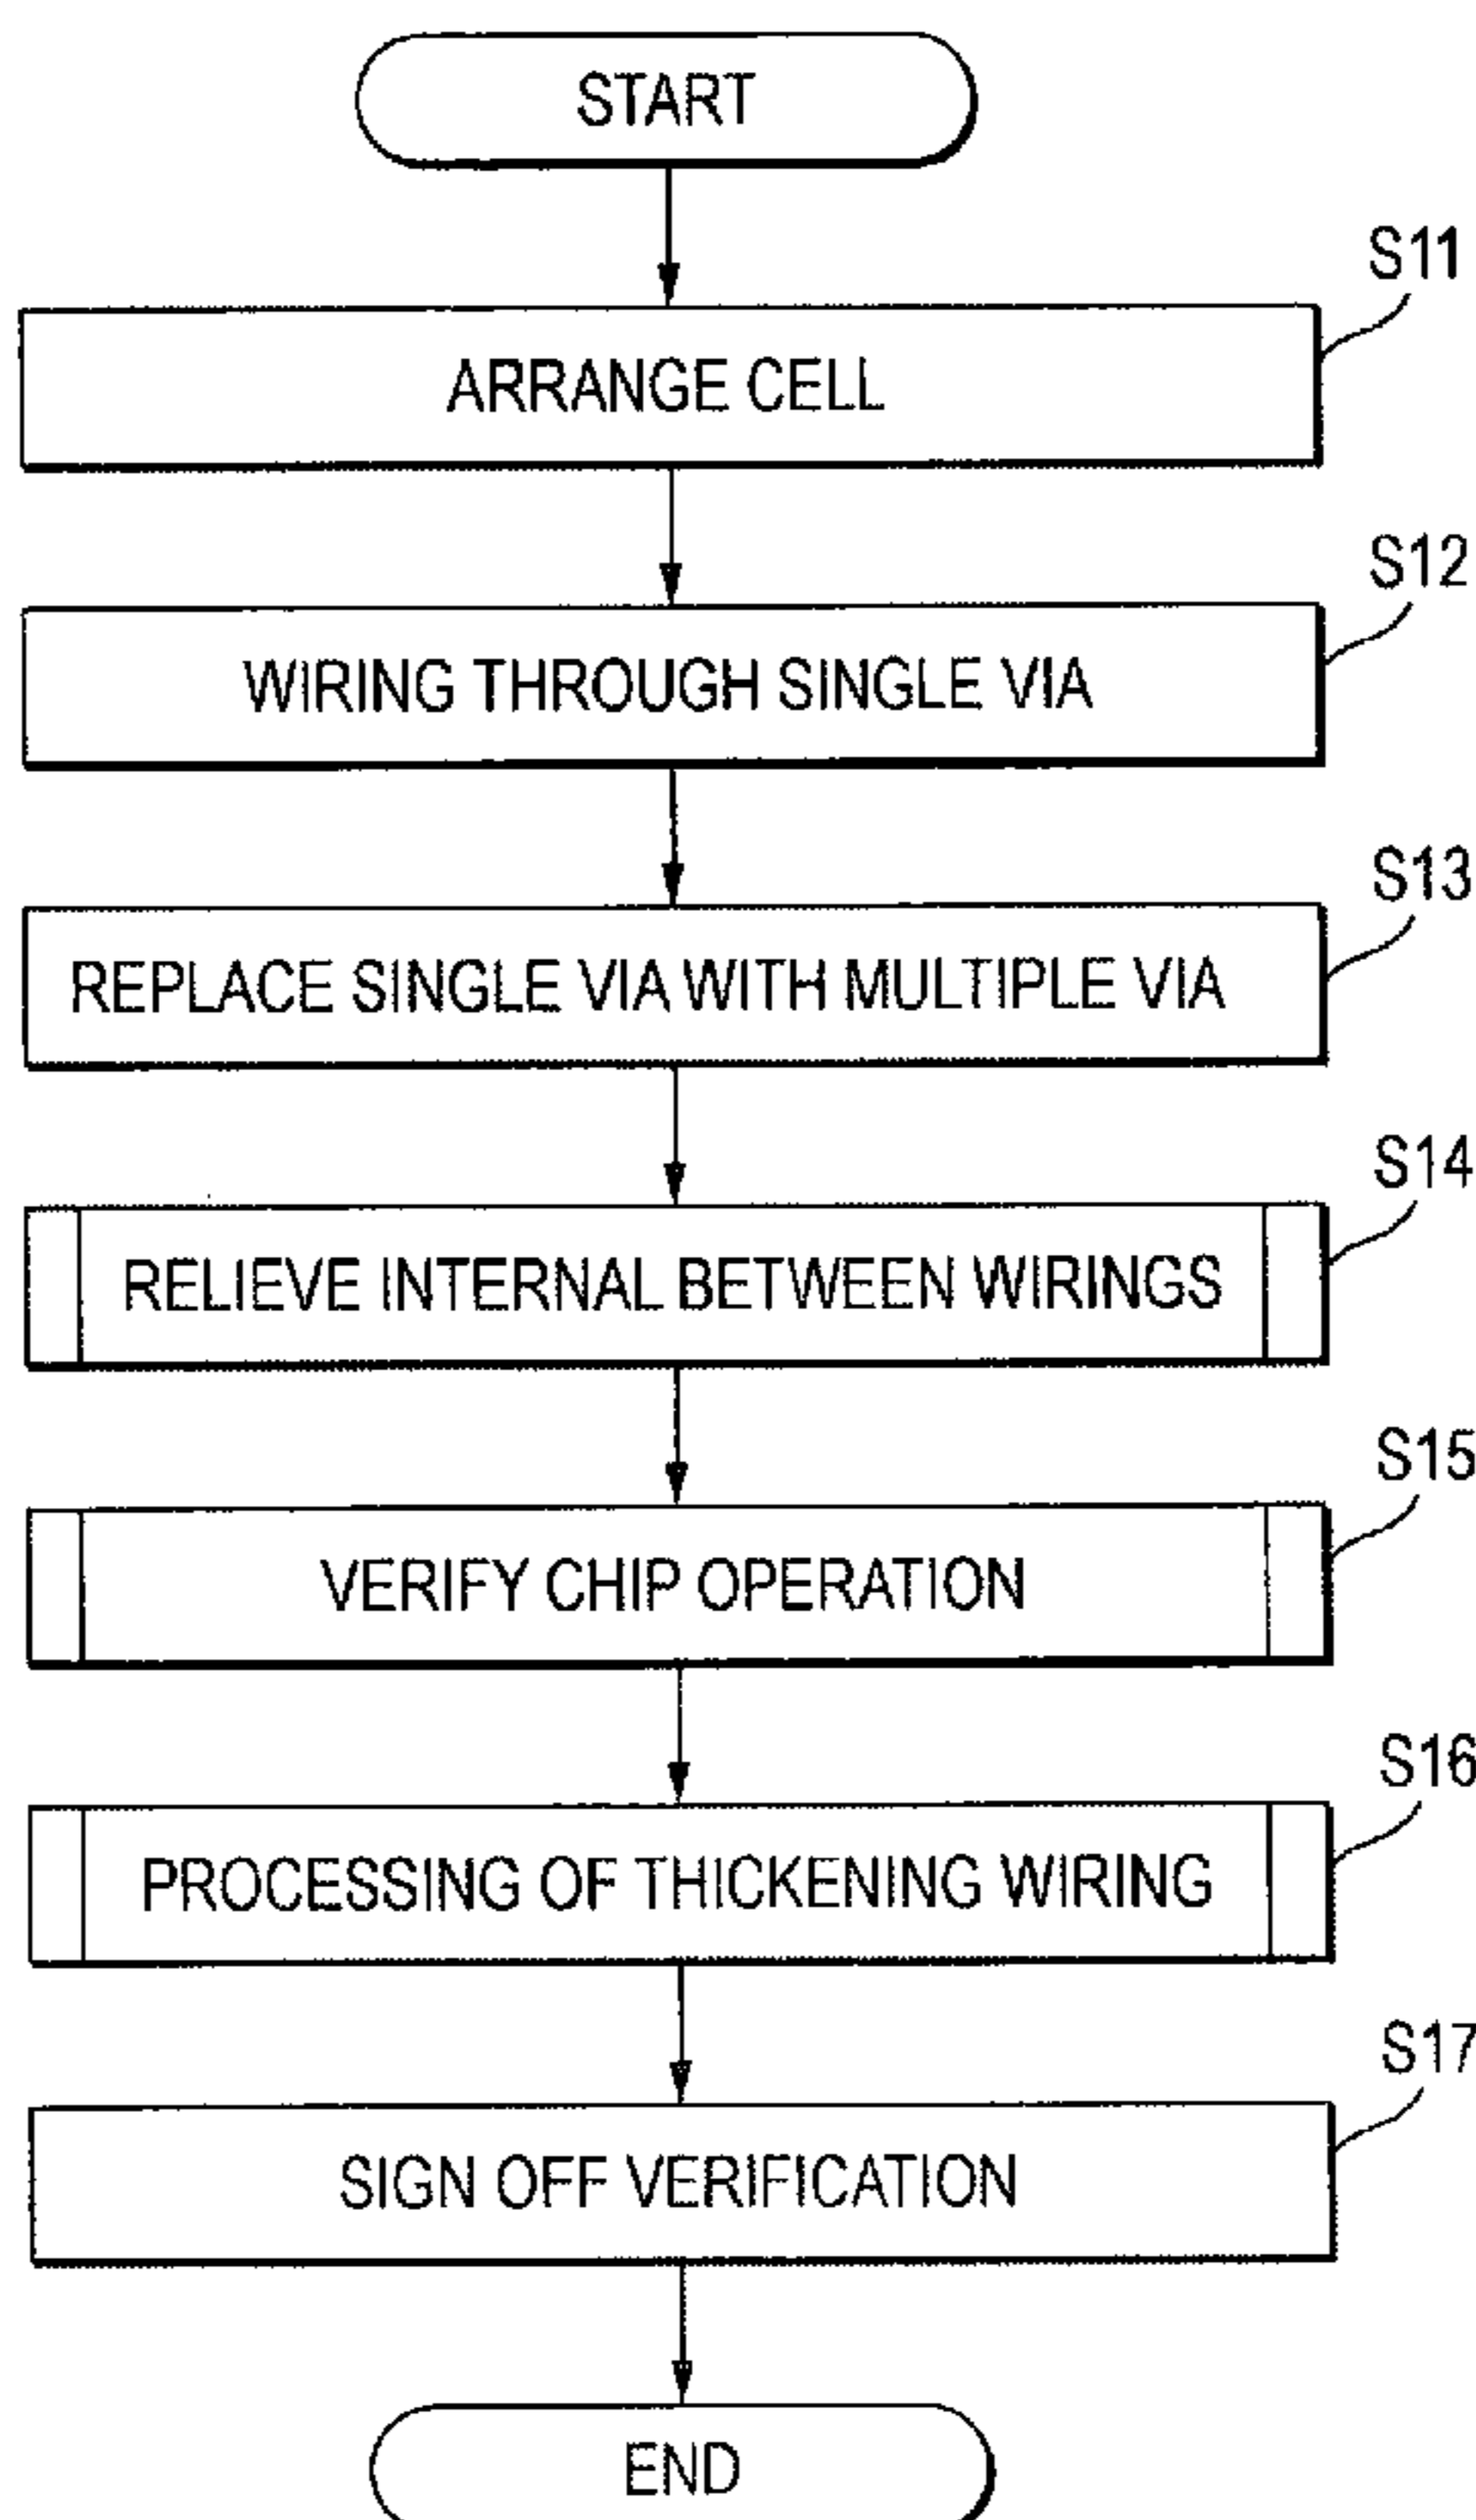 START
S11
ARRANGE CELL
S12
WIRING THROUGH SINGLE VIA
S13
REPLACE SINGLE VIA WITH MULTIPLE VIA
S14
RELIEVE INTERNAL BETWEEN WIRINGS
S15
VERIFY CHIP OPERATION
S16
PROCESSING OF THICKENING WIRING
S17
SIGN OFF VERIFICATION
END